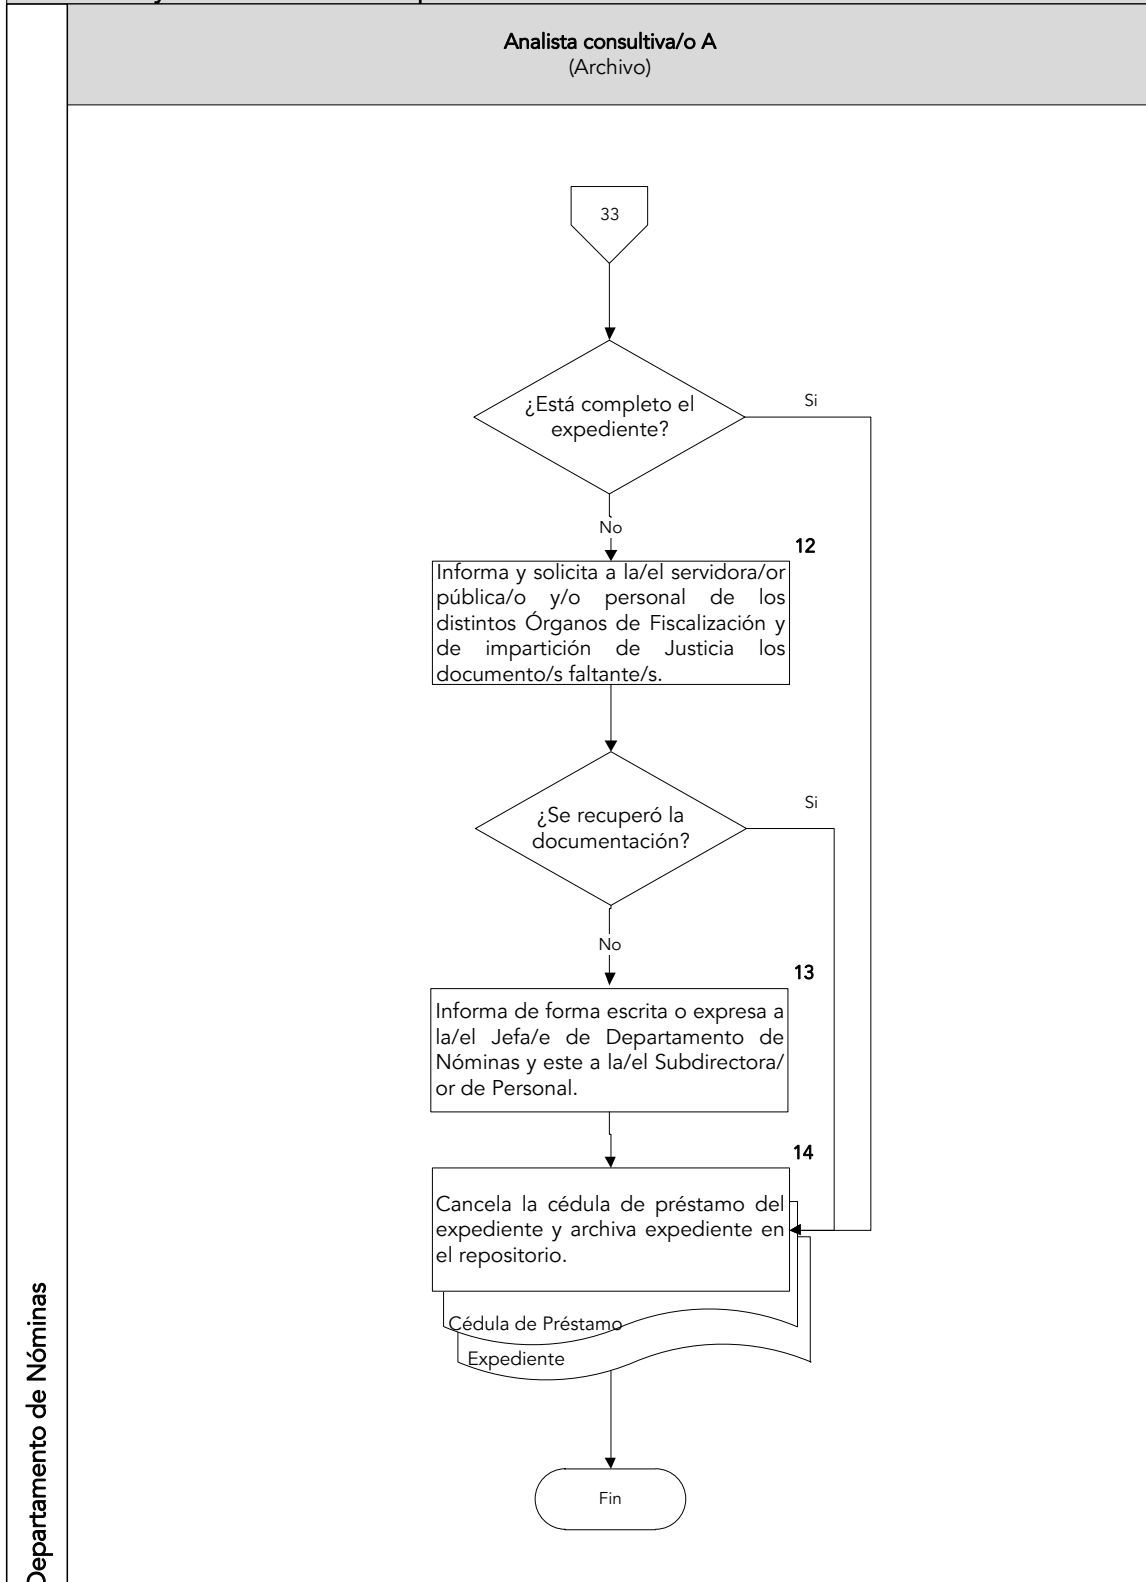 Analista consultiva/o A
(Archivo)
33
¿Está completo el
expediente?
Si
No
12
Informa y solicita a la/el servidora/or
pública/o y/o personal de los
distintos Órganos de Fiscalización y
de impartición de Justicia los
documento/s faltante/s.
¿Se recuperó la
documentación?
Si
No
13
Informa de forma escrita o expresa a
la/el Jefa/e de Departamento de
Nóminas y este a la/el Subdirectora/
or de Personal.
14
Cancela la cédula de préstamo del
expediente y archiva expediente en
el repositorio.
Cédula de Préstamo
Expediente
Fin
Departamento de Nóminas